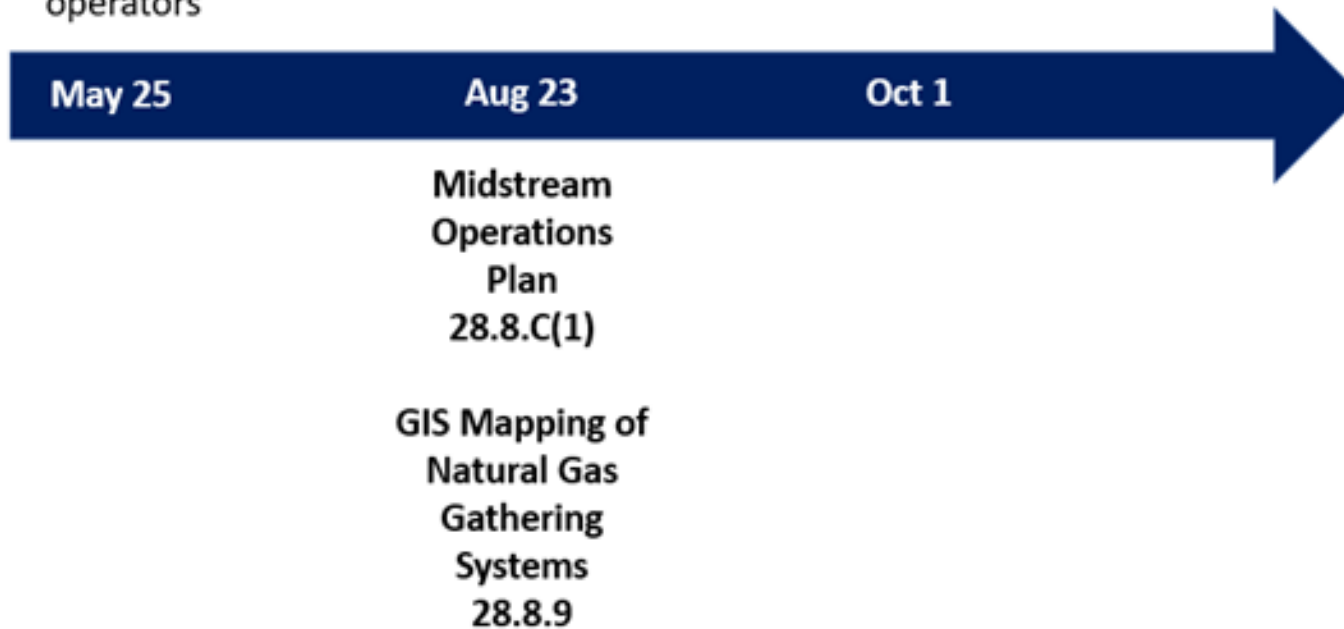 operators
May 25 Aug 23 Oct 1
Midstream
Operations
Plan
28.8.C(1)
GIS Mapping of
Natural Gas
Gathering
Systems
28.8.9